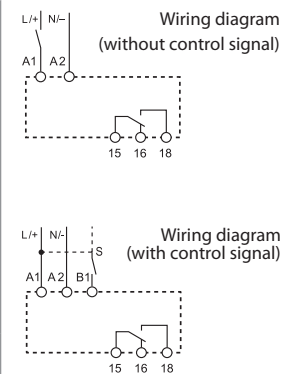 Wiring diagram
(without control signal)
L/+ N/–
A1 A2
15 16 18
Wiring diagram
(with control signal)
L/+ N/-
S
A1 A2 B1
15 16 18